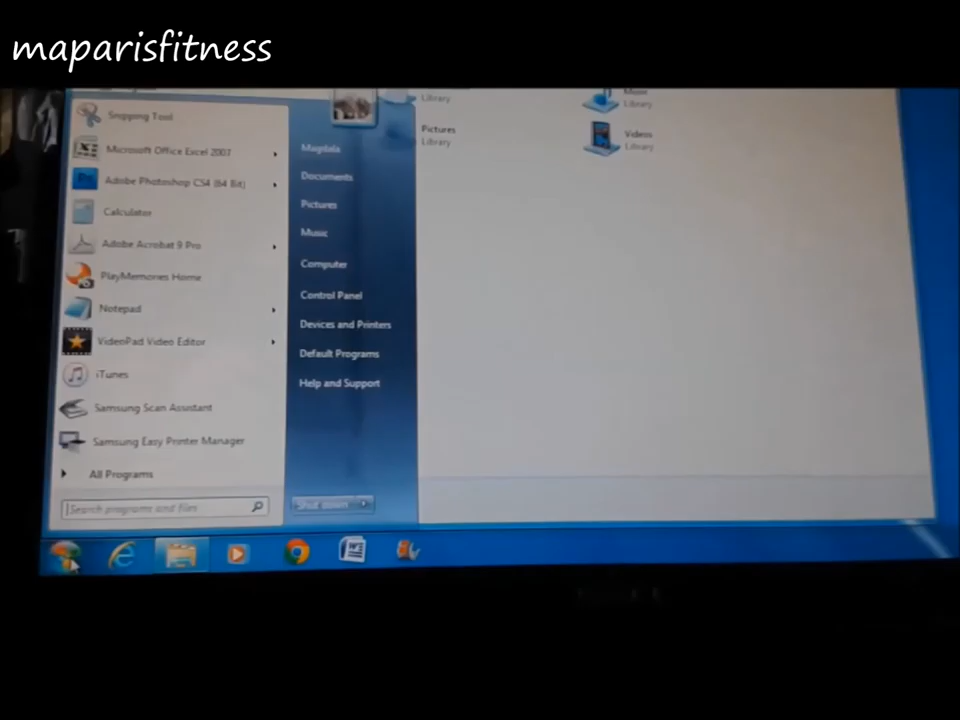 maparisfitness
Snipping Tool
Microsoft Office Excel 2007
Adobe Photoshop CS4 (64 Bit)
Calculator
Adobe Acrobat 9 Pro
PlayMemories Home
Notepad
VideoPad Video Editor
iTunes
Samsung Scan Assistant
Samsung Easy Printer Manager
All Programs
Search programs and files
Magdala
Documents
Pictures
Music
Computer
Control Panel
Devices and Printers
Default Programs
Help and Support
Shut down
Library
Pictures
Library
Music
Library
Videos
Library